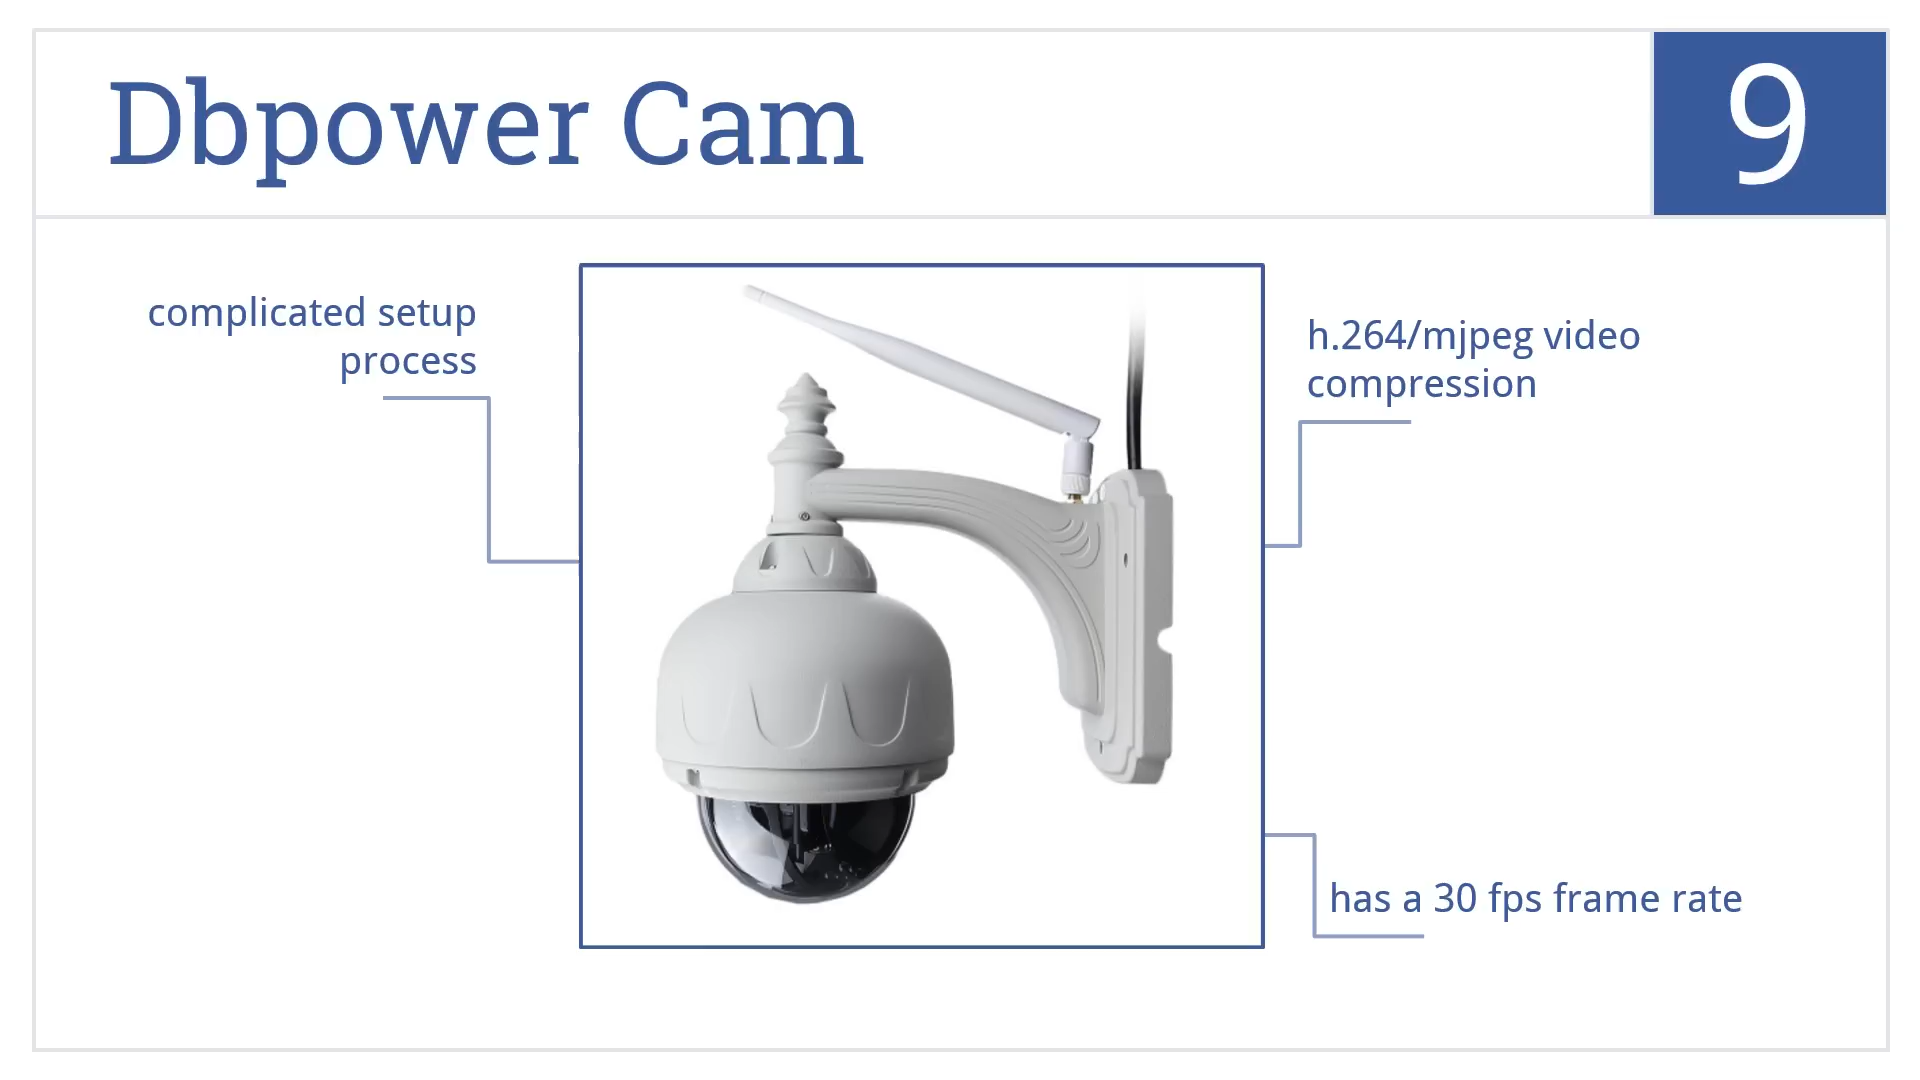 Dbpower Cam
9
complicated setup
process
h.264/mjpeg video
compression
has a 30 fps frame rate